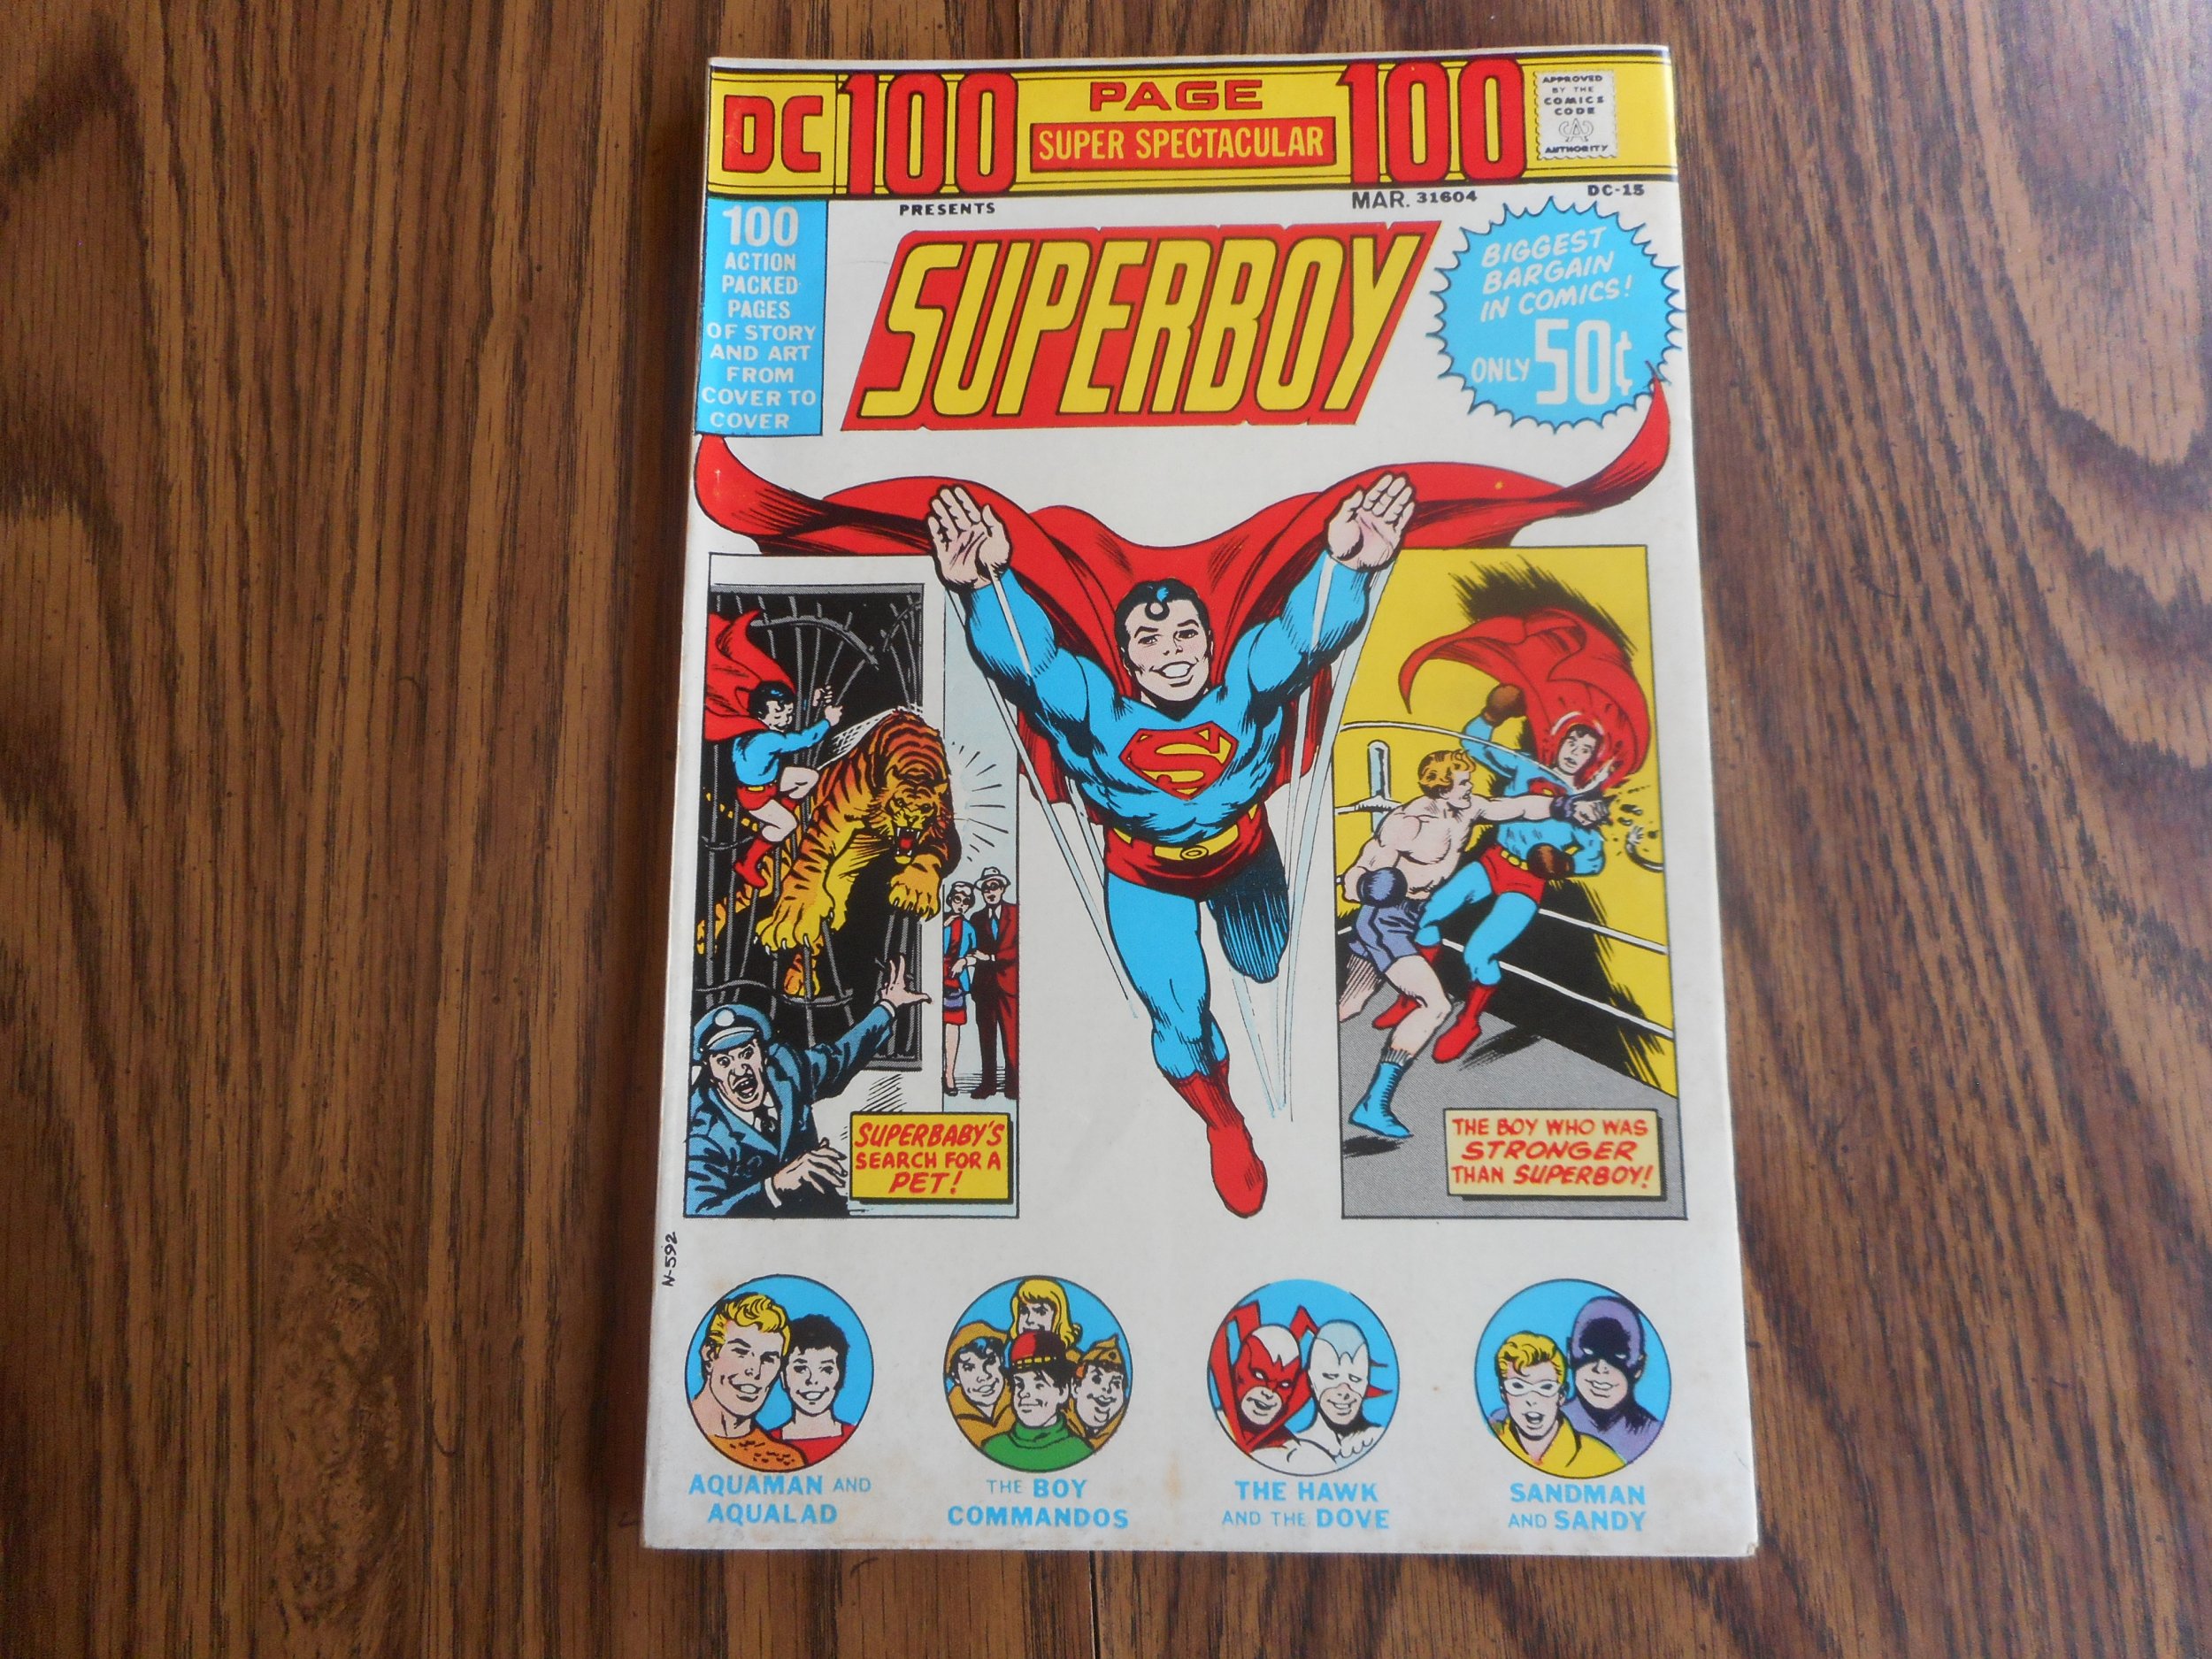 DC 100 PAGE 100
SUPER SPECTACULAR
APPROVED
BY THE
COMICS
CODE
AUTHORITY
PRESENTS
MAR. 31604
DC-15
100
ACTION
PACKED
PAGES
OF STORY
AND ART
FROM
COVER TO
COVER
SUPERBOY
BIGGEST
BARGAIN
IN COMICS!
ONLY 50¢
S
SUPERBABY'S
SEARCH FOR A
PET!
THE BOY WHO WAS
STRONGER
THAN SUPERBOY!
N-592
AQUAMAN AND
AQUALAD
THE BOY
COMMANDOS
THE HAWK
AND THE DOVE
SANDMAN
AND SANDY